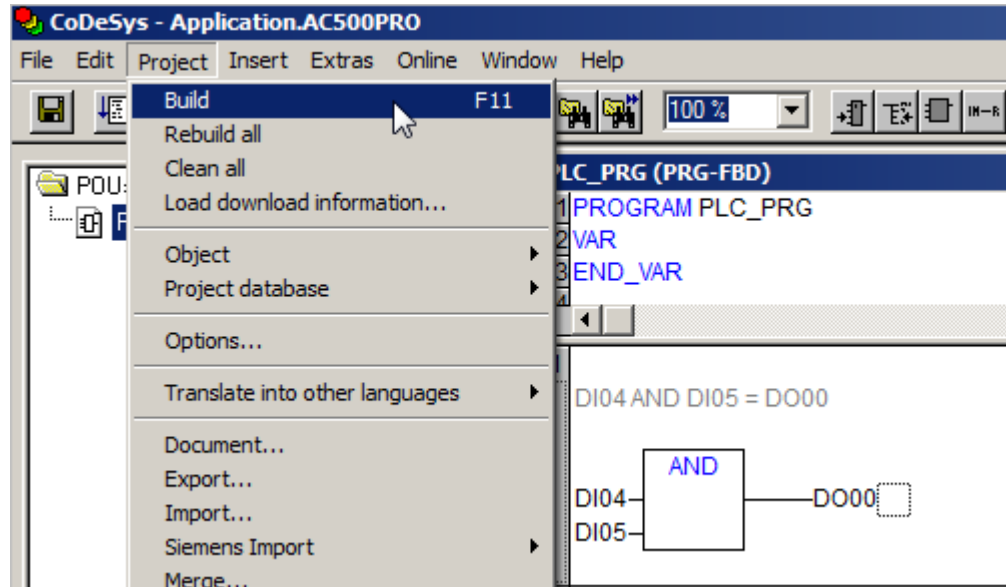 CoDeSys - Application.AC500PRO
File Edit Project Insert Extras Online Window Help
Build F11
100 %
Rebuild all
Clean all
Load download information...
Object
Project database
Options...
Translate into other languages
Document...
Export...
Import...
Siemens Import
Merge...
POU
PLC_PRG (PRG-FBD)
1 PROGRAM PLC_PRG
2 VAR
3 END_VAR
4
DI04 AND DI05 = DO00
AND
DI04 DO00
DI05